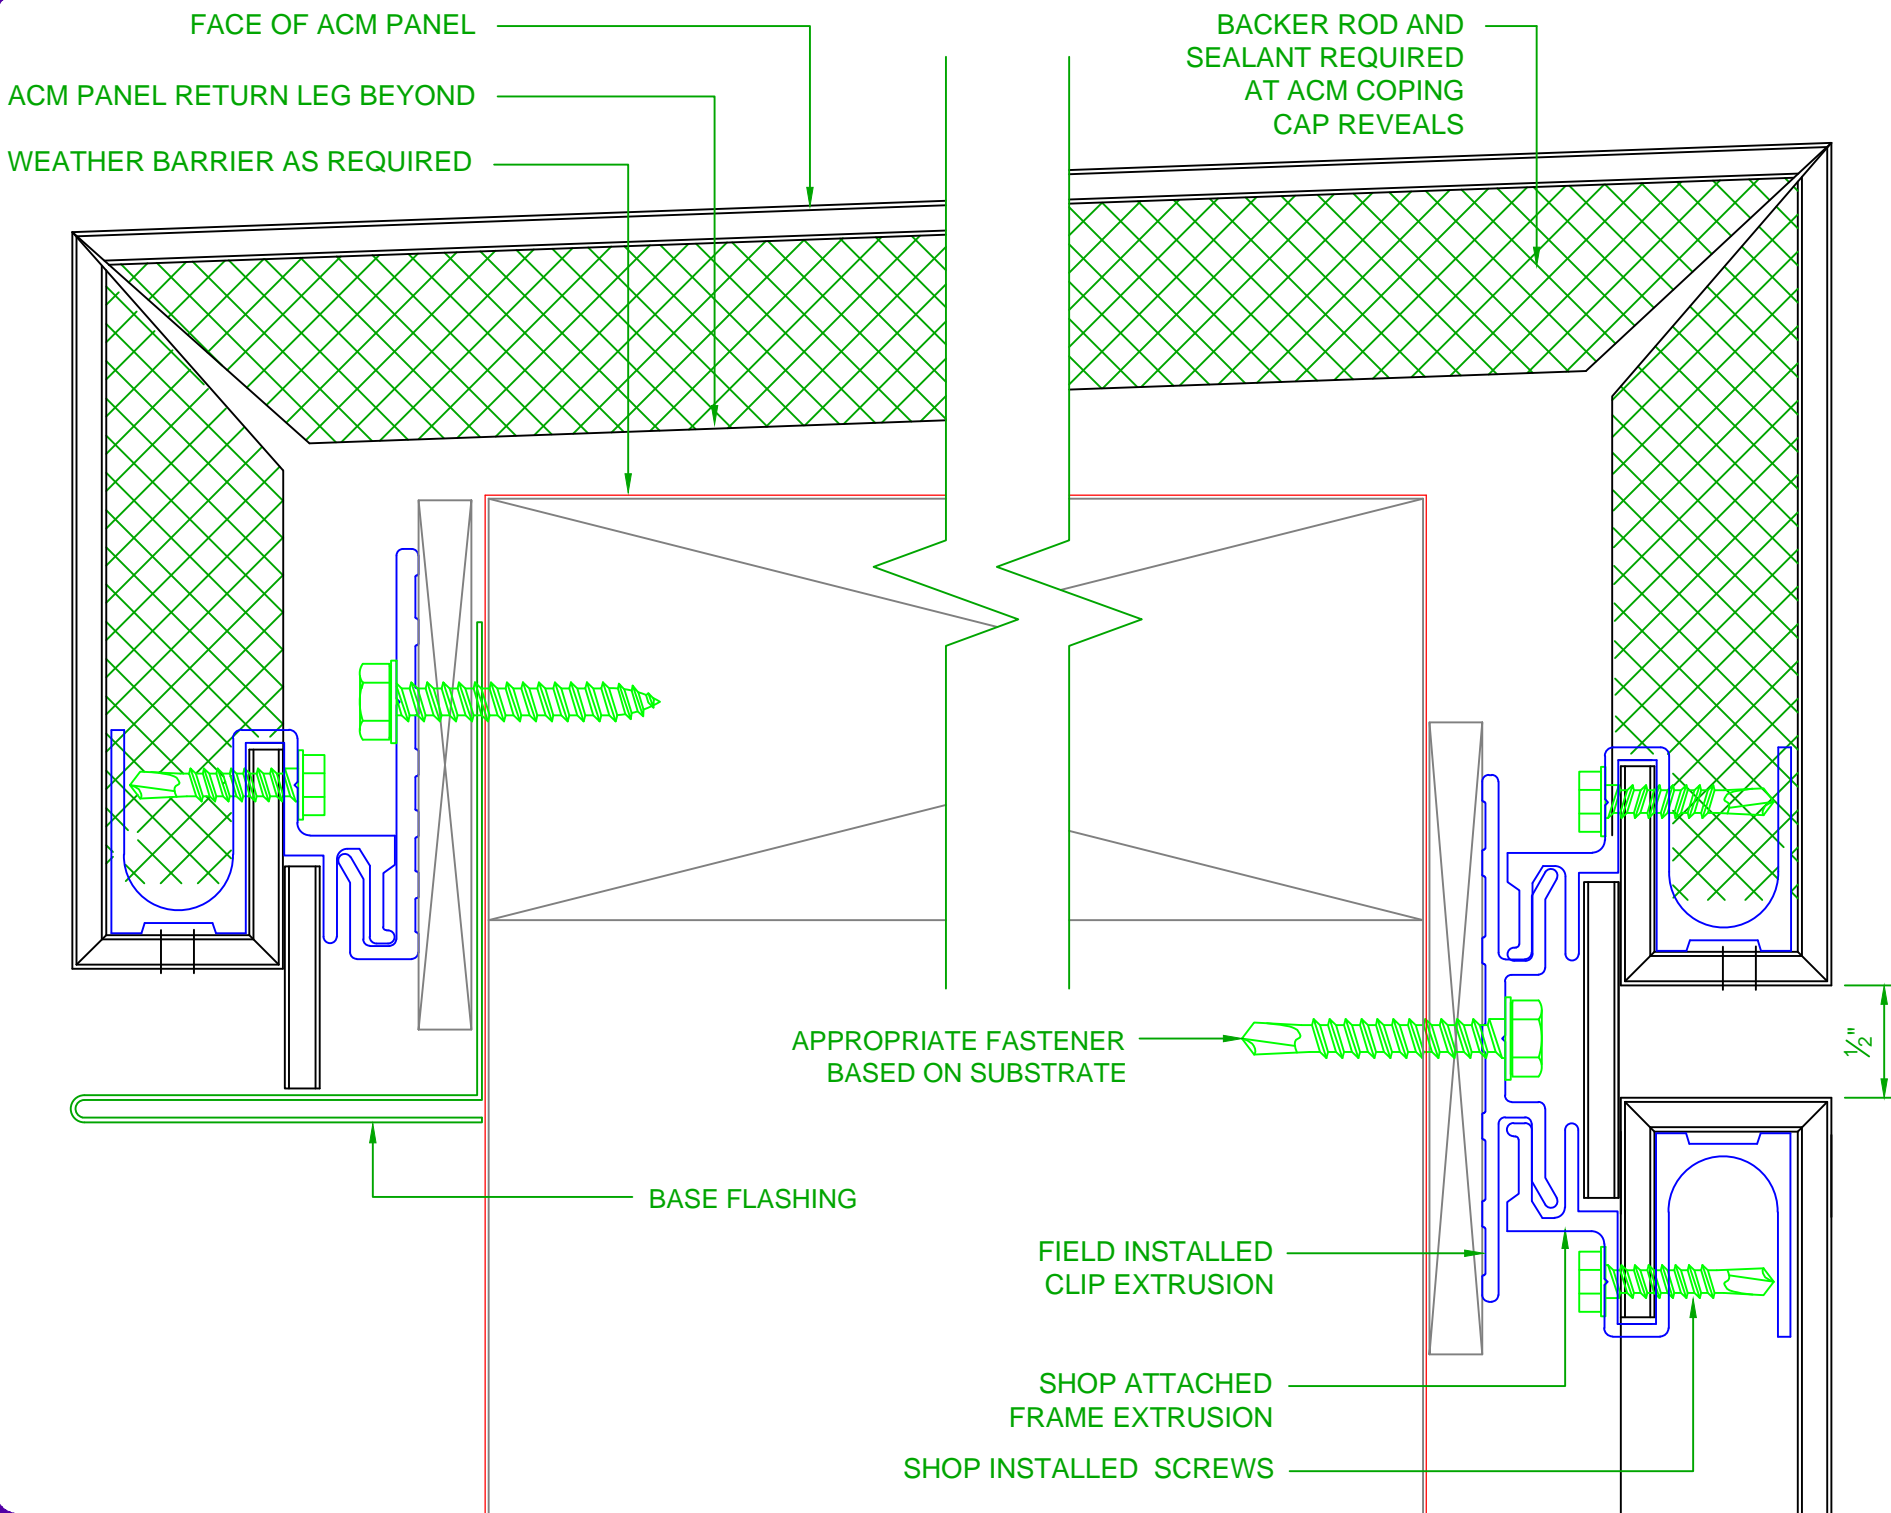 FACE OF ACM PANEL
ACM PANEL RETURN LEG BEYOND
WEATHER BARRIER AS REQUIRED
BACKER ROD AND
SEALANT REQUIRED
AT ACM COPING
CAP REVEALS
APPROPRIATE FASTENER
BASED ON SUBSTRATE
½"
BASE FLASHING
FIELD INSTALLED
CLIP EXTRUSION
SHOP ATTACHED
FRAME EXTRUSION
SHOP INSTALLED SCREWS